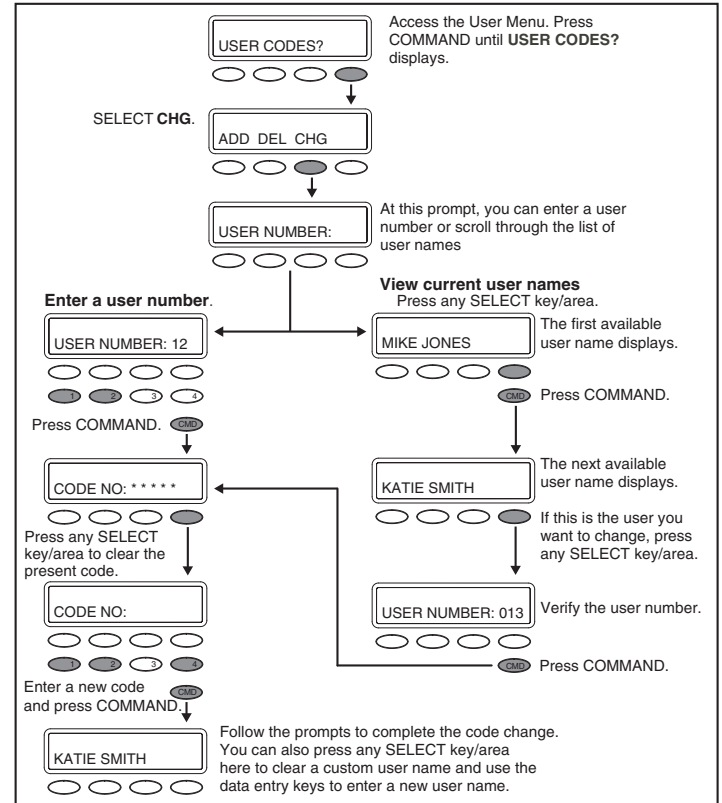 Access the User Menu. Press
COMMAND until USER CODES?
displays.
USER CODES?
SELECT CHG.
ADD DEL CHG
At this prompt, you can enter a user
number or scroll through the list of
user names
USER NUMBER:
Enter a user number.
USER NUMBER: 12
1 2 3 4
Press COMMAND. CMD
CODE NO: * * * * *
Press any SELECT
key/area to clear the
present code.
CODE NO:
1 2 3 4
Enter a new code
and press COMMAND. CMD
KATIE SMITH
View current user names
Press any SELECT key/area.
MIKE JONES
The first available
user name displays.
CMD Press COMMAND.
KATIE SMITH
The next available
user name displays.
If this is the user you
want to change, press
any SELECT key/area.
USER NUMBER: 013
Verify the user number.
CMD Press COMMAND.
Follow the prompts to complete the code change.
You can also press any SELECT key/area
here to clear a custom user name and use the
data entry keys to enter a new user name.